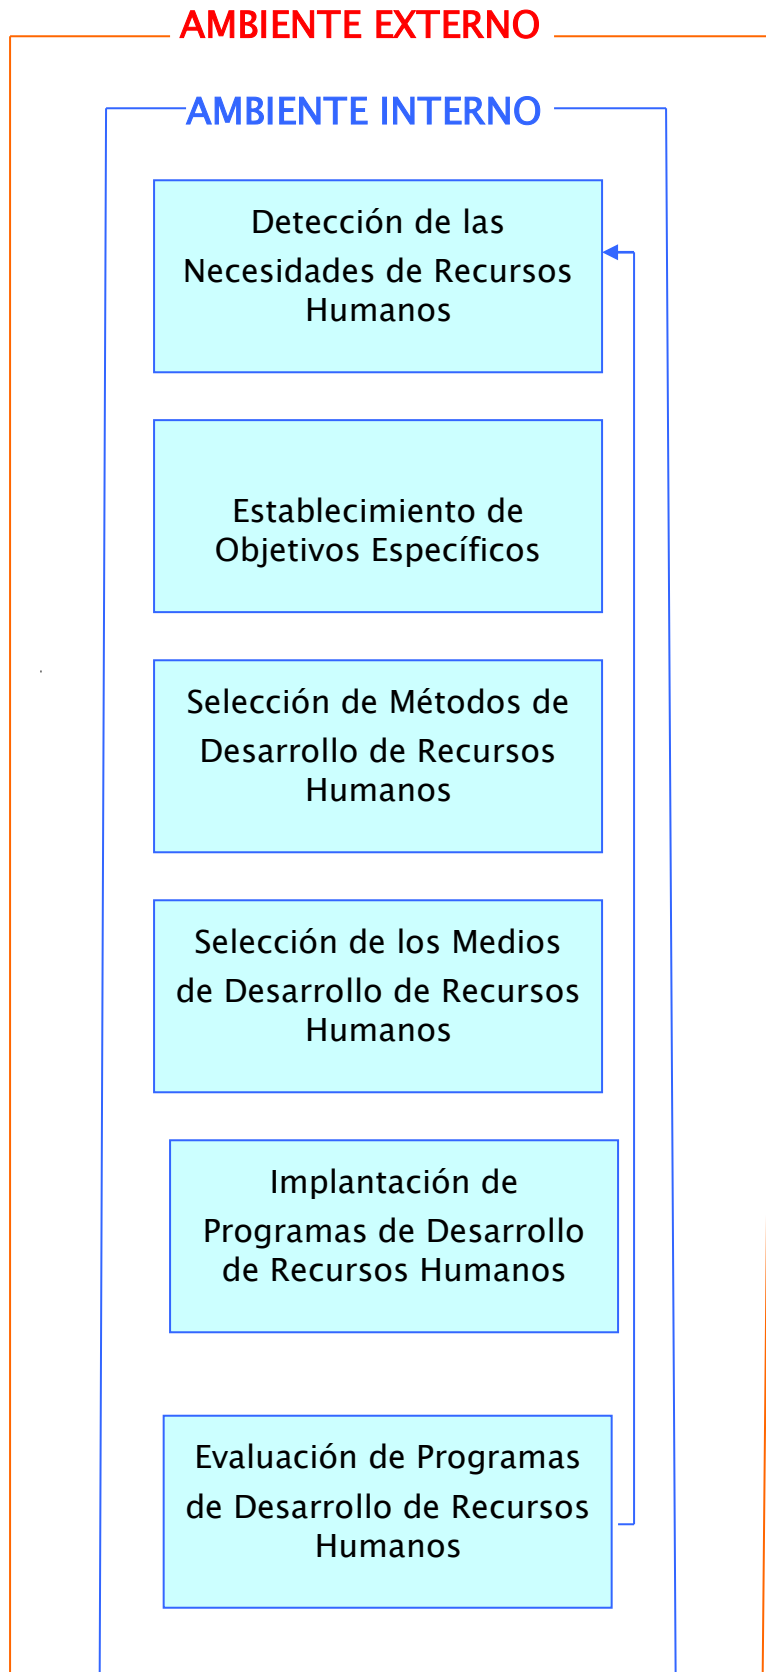 AMBIENTE EXTERNO
AMBIENTE INTERNO
Detección de las
Necesidades de Recursos
Humanos
Establecimiento de
Objetivos Específicos
Selección de Métodos de
Desarrollo de Recursos
Humanos
Selección de los Medios
de Desarrollo de Recursos
Humanos
Implantación de
Programas de Desarrollo
de Recursos Humanos
Evaluación de Programas
de Desarrollo de Recursos
Humanos